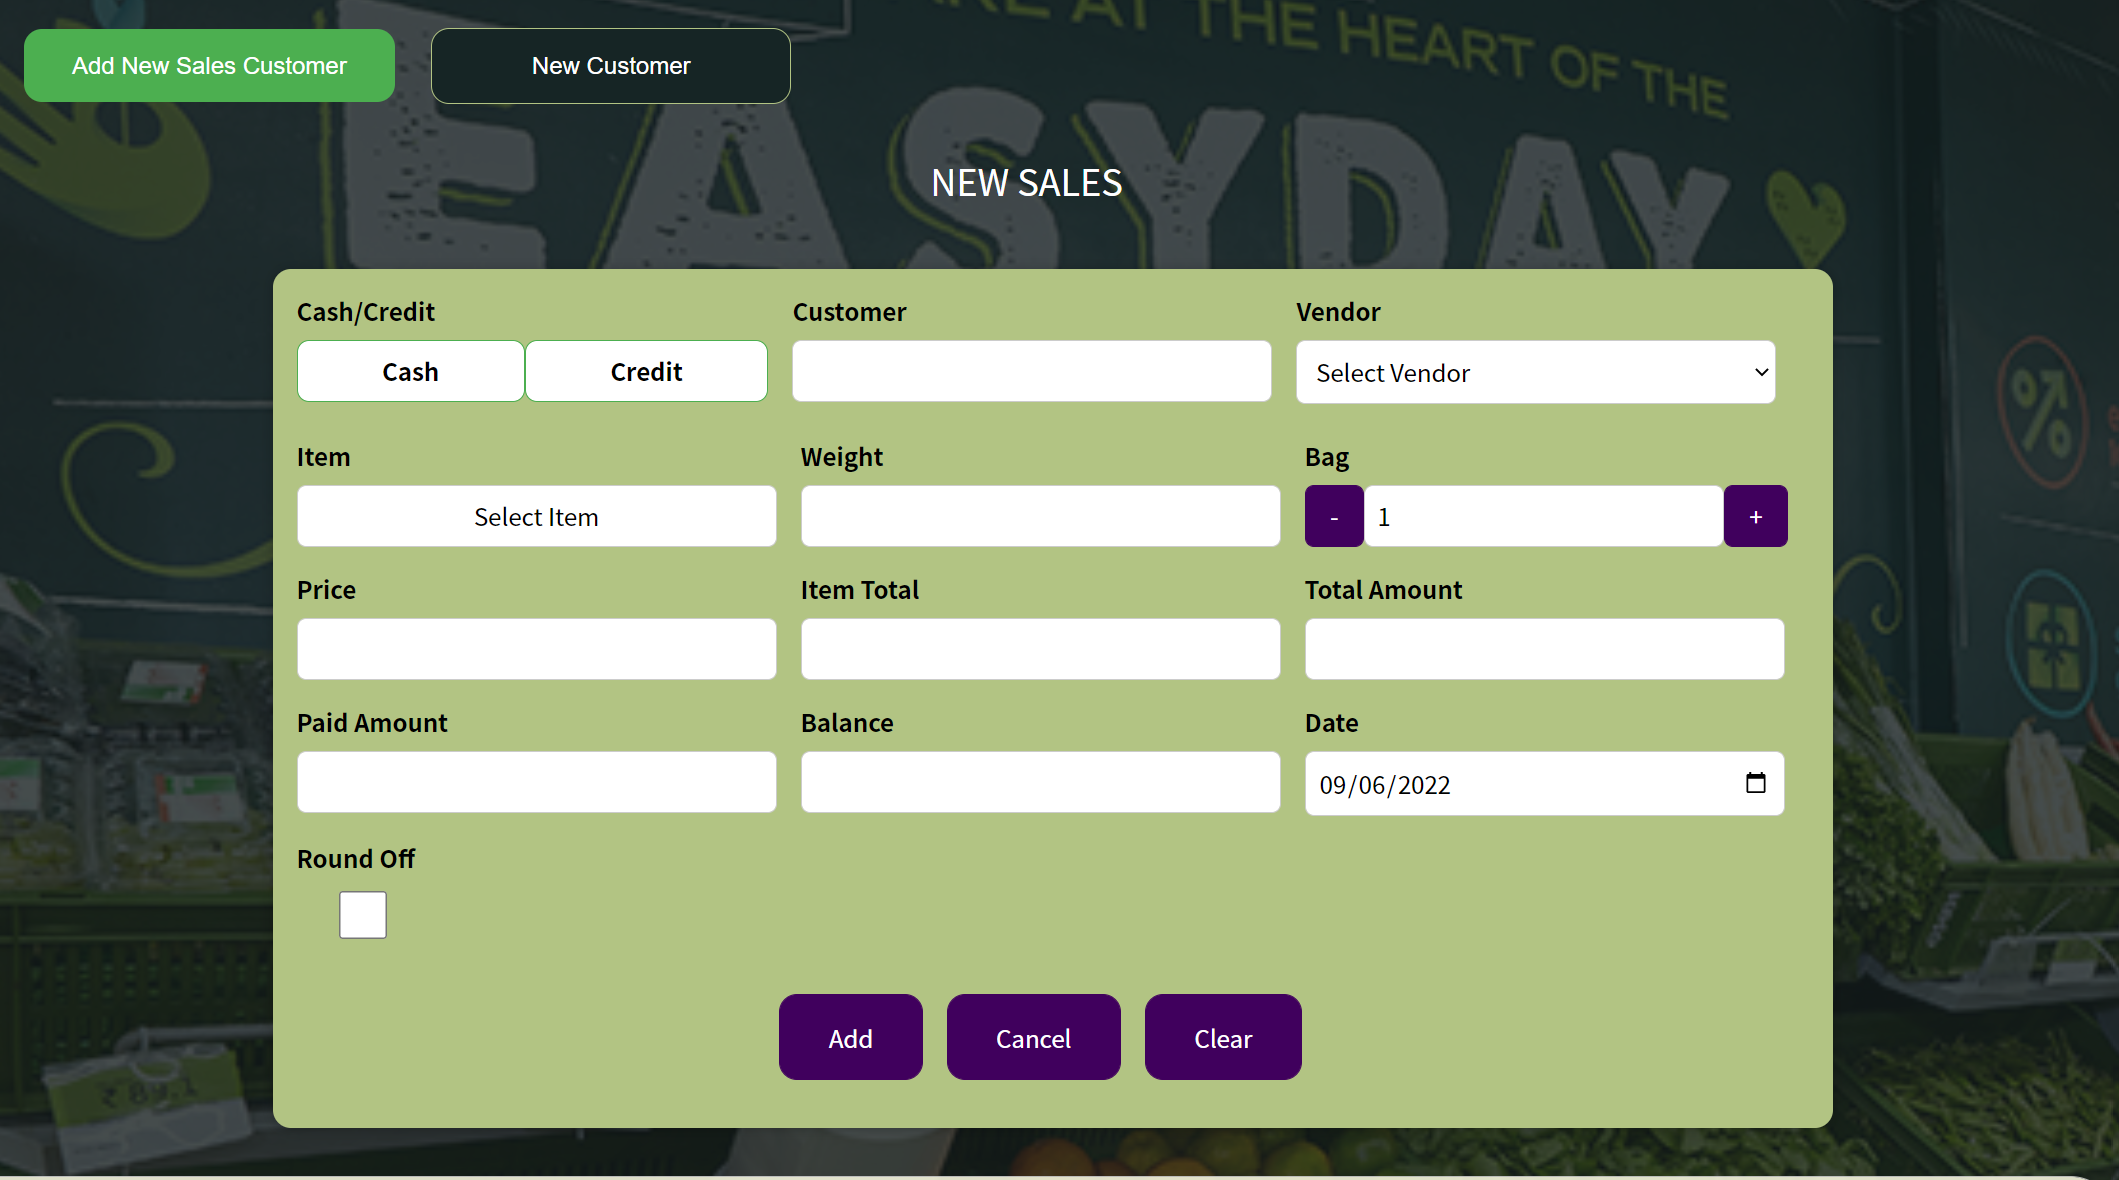 ARE AT THE HEART OF THE
Add New Sales Customer
New Customer
EASYDAY
NEW SALES
Cash/Credit
Customer
Vendor
Cash
Credit
Select Vendor
Item
Weight
Bag
Select Item
-
1
+
Price
Item Total
Total Amount
Paid Amount
Balance
Date
09/06/2022
Round Off
Add
Cancel
Clear